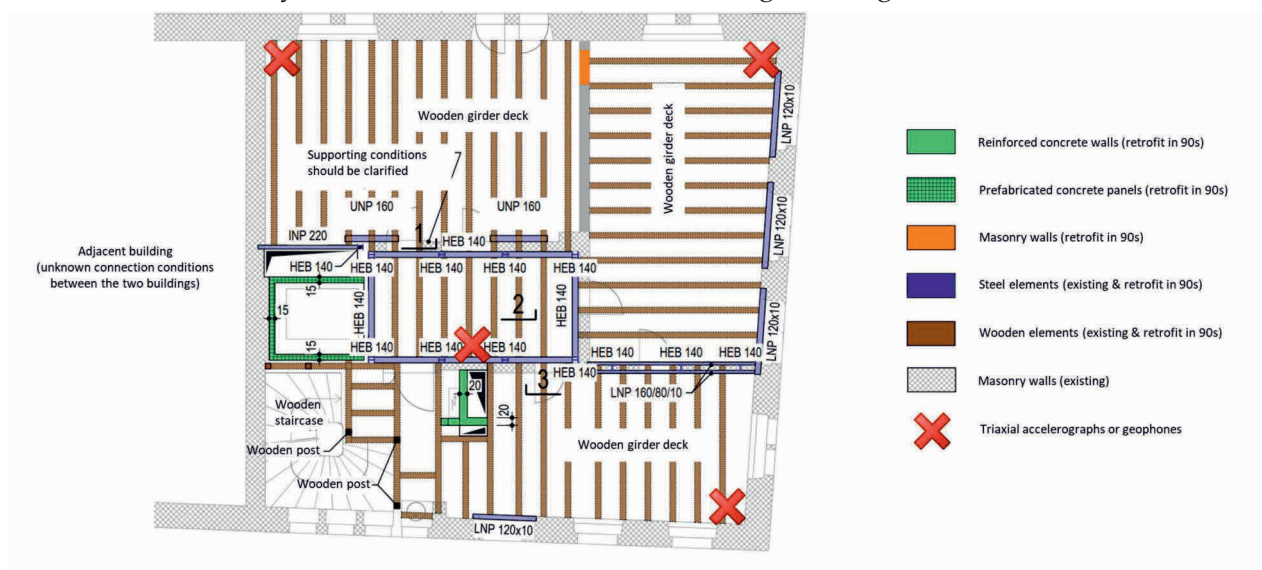 Wooden girder deck
Supporting conditions
should be clarified
Wooden girder deck
LNP 120x10
UNP 160
UNP 160
LNP 120x10
INP 220
1
HEB 140
Adjacent building
(unknown connection conditions
between the two buildings)
HEB 140
HEB 140
HEB 140
HEB 140
HEB 140
15
15
15
HEB 140
2
HEB 140
LNP 120x10
HEB 140
HEB 140
HEB 140
HEB 140
HEB 140
HEB 140
HEB 140
3
LNP 160/80/10
20
20
Wooden
staircase
Wooden post
Wooden post
Wooden girder deck
LNP 120x10
Reinforced concrete walls (retrofit in 90s)
Prefabricated concrete panels (retrofit in 90s)
Masonry walls (retrofit in 90s)
Steel elements (existing & retrofit in 90s)
Wooden elements (existing & retrofit in 90s)
Masonry walls (existing)
Triaxial accelerographs or geophones